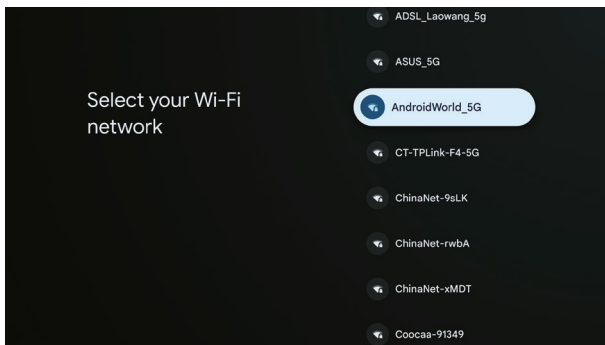 Select your Wi-Fi
network
ADSL_Laowang_5g
ASUS_5G
AndroidWorld_5G
CT-TPLink-F4-5G
ChinaNet-9sLK
ChinaNet-rwbA
ChinaNet-xMDT
Coocaa-91349